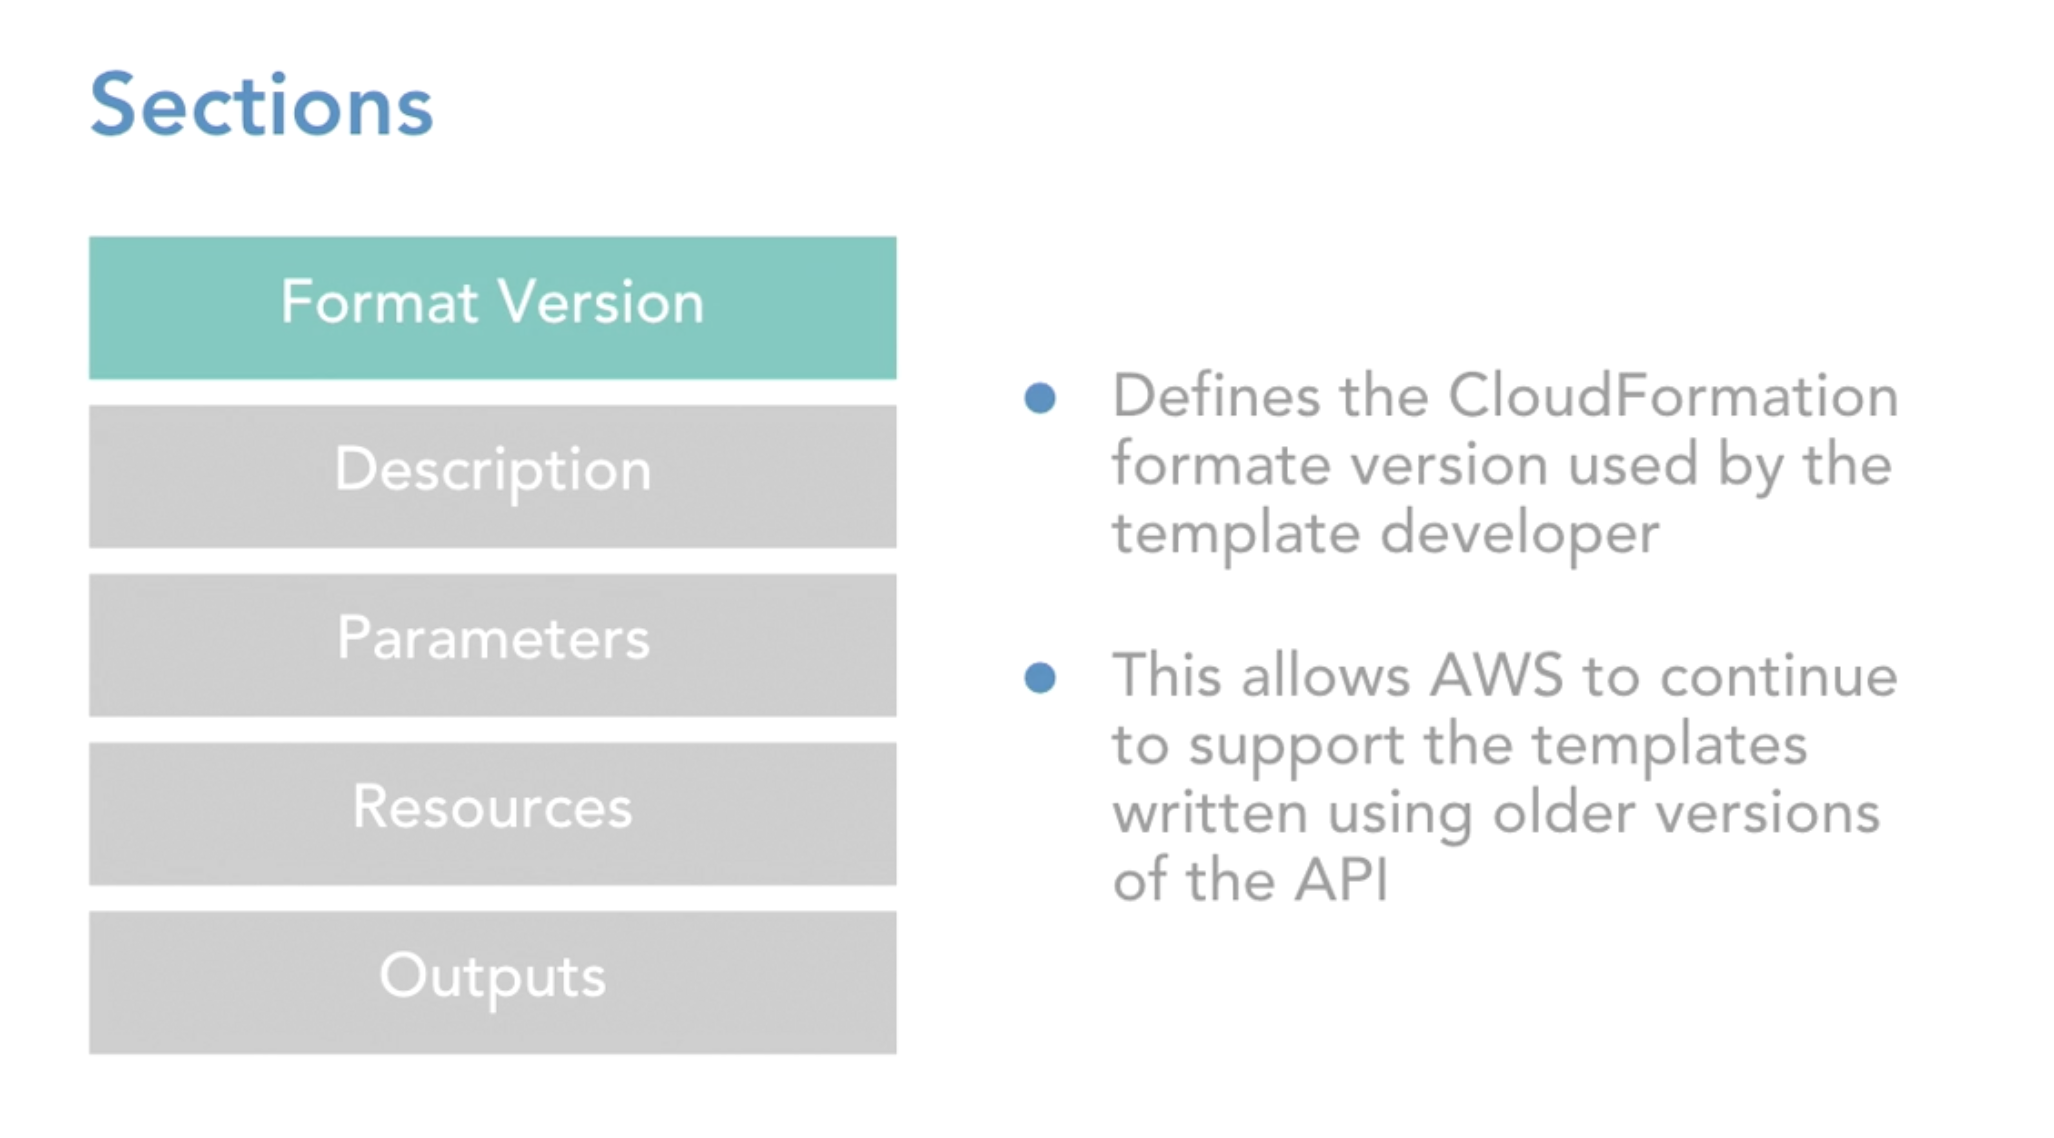 Sections
Format Version
Description
Parameters
Resources
Outputs
Defines the CloudFormation
formate version used by the
template developer
This allows AWS to continue
to support the templates
written using older versions
of the API